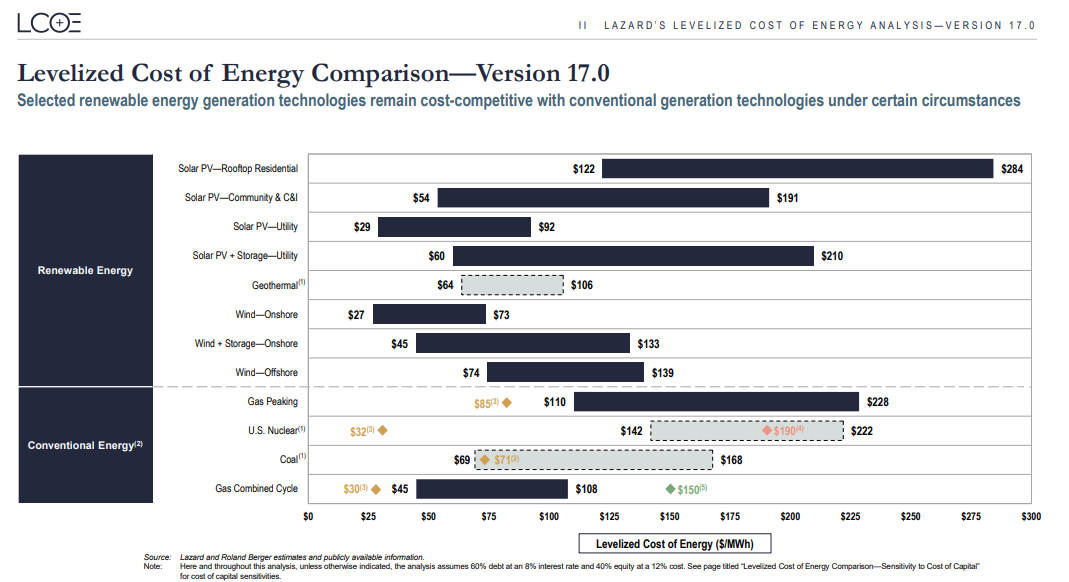 LCOE
II LAZARD'S LEVELIZED COST OF ENERGY ANALYSIS—VERSION 17.0
Levelized Cost of Energy Comparison—Version 17.0
Selected renewable energy generation technologies remain cost-competitive with conventional generation technologies under certain circumstances
Renewable Energy
Solar PV—Rooftop Residential $122 $284
Solar PV—Community & C&I $54 $191
Solar PV—Utility $29 $92
Solar PV + Storage—Utility $60 $210
Geothermal(1) $64 $106
Wind—Onshore $27 $73
Wind + Storage—Onshore $45 $133
Wind—Offshore $74 $139
Conventional Energy(2)
Gas Peaking $85(3) $110 $228
U.S. Nuclear(1) $32(3) $142 $190(4) $222
Coal(1) $69 $71(3) $168
Gas Combined Cycle $30(3) $45 $108 $150(5)
$0 $25 $50 $75 $100 $125 $150 $175 $200 $225 $250 $275 $300
Levelized Cost of Energy ($/MWh)
Source: Lazard and Roland Berger estimates and publicly available information.
Note: Here and throughout this analysis, unless otherwise indicated, the analysis assumes 60% debt at an 8% interest rate and 40% equity at a 12% cost. See page titled "Levelized Cost of Energy Comparison—Sensitivity to Cost of Capital"
for cost of capital sensitivities.